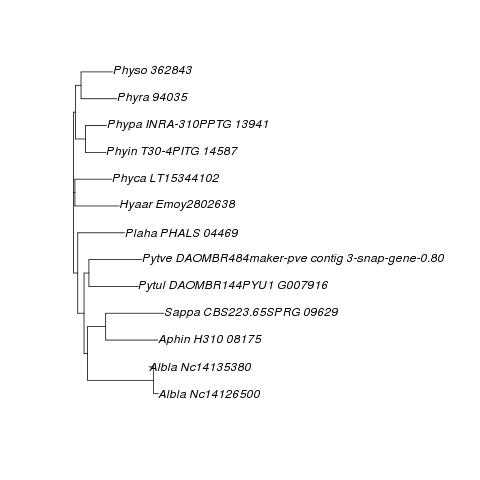 Physo 362843
Phyra 94035
Phypa INRA-310PPTG 13941
Phyin T30-4PITG 14587
Phyca LT15344102
Hyaar Emoy2802638
Plaha PHALS 04469
Pytve DAOMBR484maker-pve contig 3-snap-gene-0.80
Pytul DAOMBR144PYU1 G007916
Sappa CBS223.65SPRG 09629
Aphin H310 08175
Albla Nc14135380
Albla Nc14126500